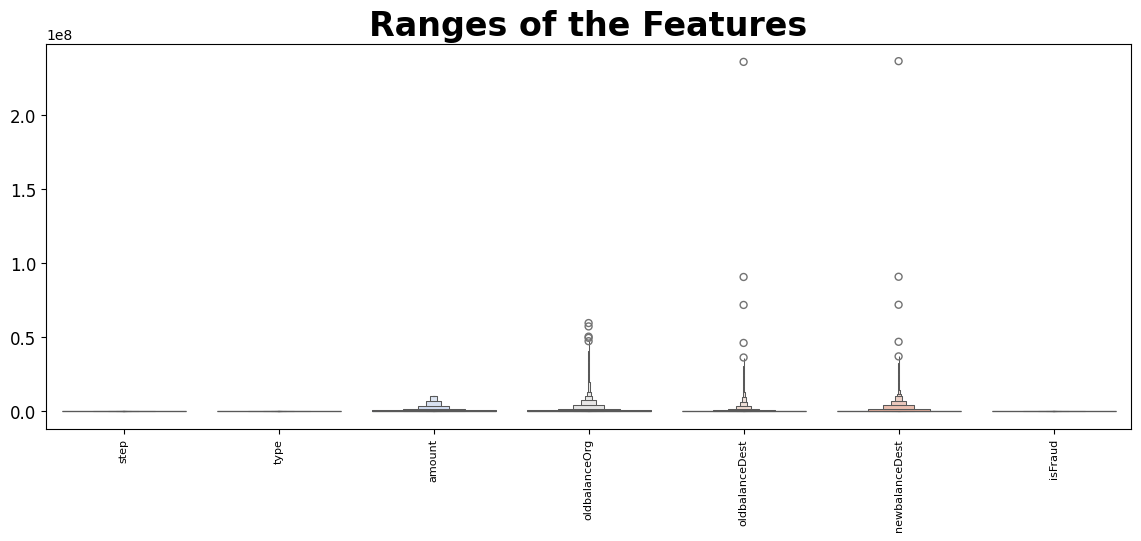 Ranges of the Features
1e8
2.0
1.5
1.0
0.5
0.0
step
type
amount
oldbalanceOrg
oldbalanceDest
newbalanceDest
isFraud